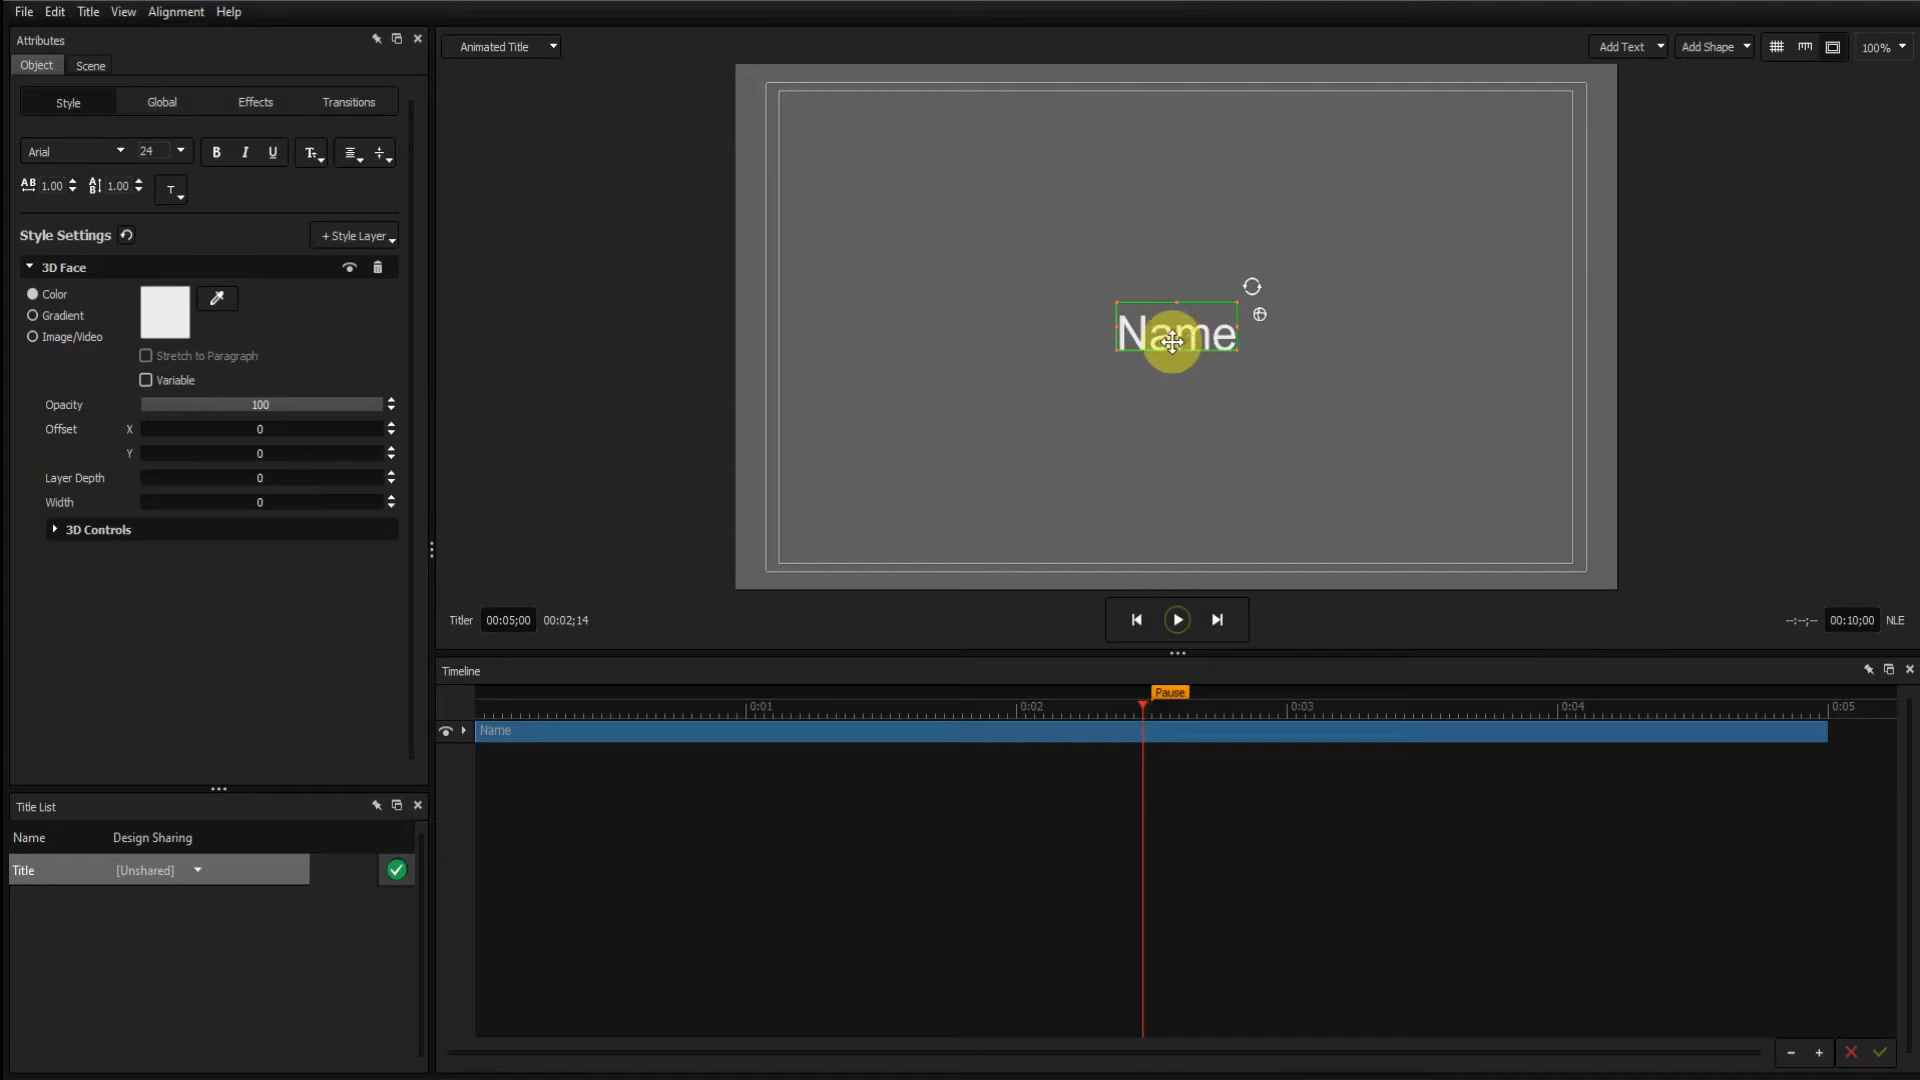 File Edit Title View Alignment Help
Attributes
Object Scene
Style Global Effects Transitions
Arial 24 B I U T
AB 1.00 AB 1.00 T
Style Settings + Style Layer
3D Face
Color
Gradient
Image/Video
Stretch to Paragraph
Variable
Opacity 100
Offset X 0
Y 0
Layer Depth 0
Width 0
3D Controls
Title List
Name Design Sharing
Title [Unshared]
Animated Title Add Text Add Shape 100%
Name
Titler 00:05;00 00:02;14 --:--;-- 00:10;00 NLE
Timeline
Pause
0:01 0:02 0:03 0:04 0:05
Name